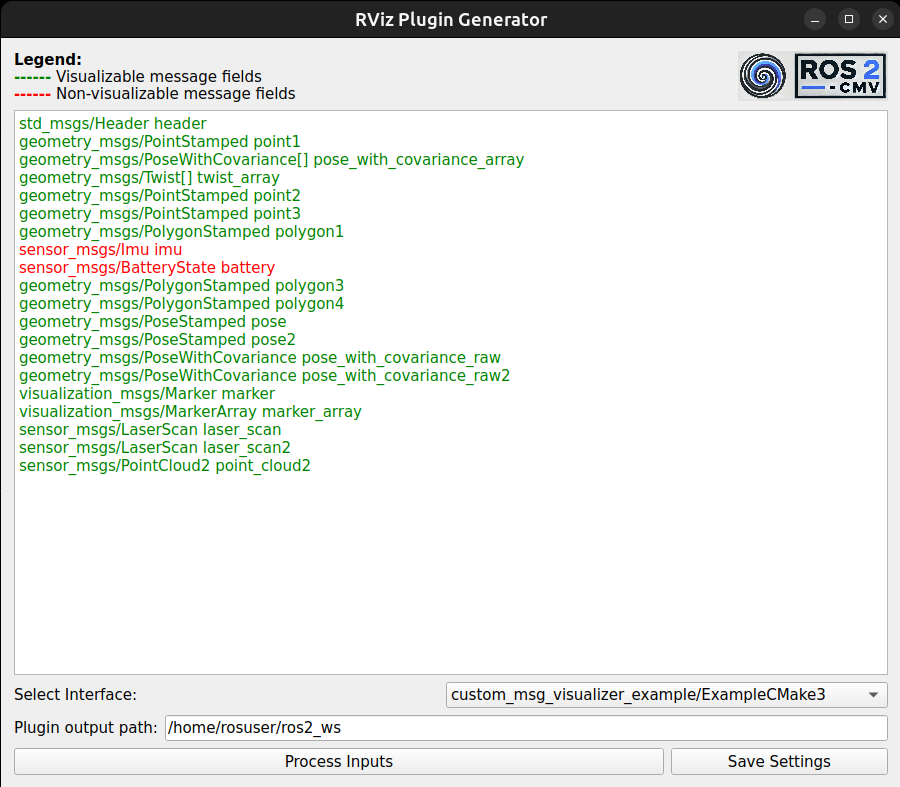 RViz Plugin Generator
Legend:
------ Visualizable message fields
------ Non-visualizable message fields
ROS 2
- CMV
std_msgs/Header header
geometry_msgs/PointStamped point1
geometry_msgs/PoseWithCovariance[] pose_with_covariance_array
geometry_msgs/Twist[] twist_array
geometry_msgs/PointStamped point2
geometry_msgs/PointStamped point3
geometry_msgs/PolygonStamped polygon1
sensor_msgs/Imu imu
sensor_msgs/BatteryState battery
geometry_msgs/PolygonStamped polygon3
geometry_msgs/PolygonStamped polygon4
geometry_msgs/PoseStamped pose
geometry_msgs/PoseStamped pose2
geometry_msgs/PoseWithCovariance pose_with_covariance_raw
geometry_msgs/PoseWithCovariance pose_with_covariance_raw2
visualization_msgs/Marker marker
visualization_msgs/MarkerArray marker_array
sensor_msgs/LaserScan laser_scan
sensor_msgs/LaserScan laser_scan2
sensor_msgs/PointCloud2 point_cloud2
Select Interface:
custom_msg_visualizer_example/ExampleCMake3
Plugin output path: /home/rosuser/ros2_ws
Process Inputs
Save Settings